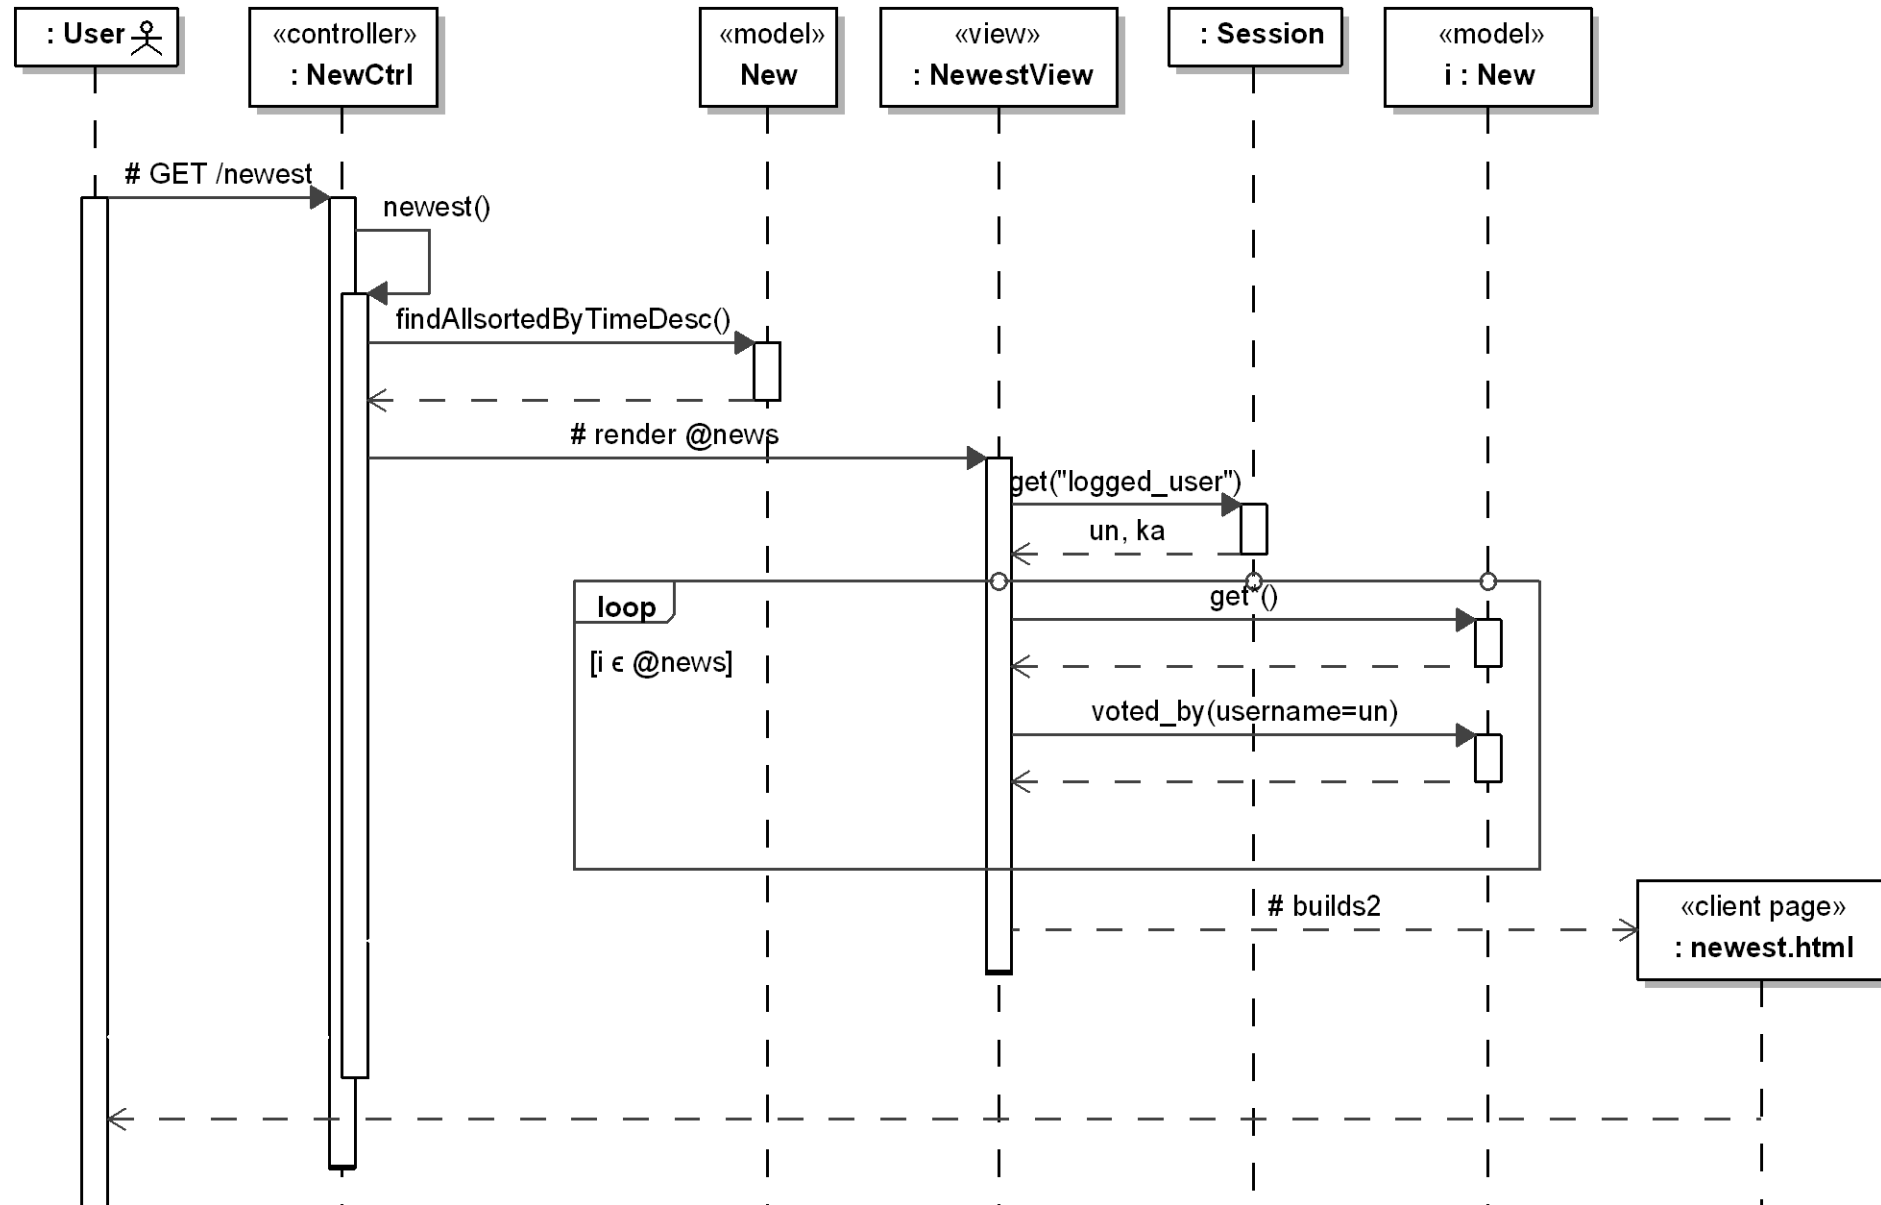 : User
«controller»
: NewCtrl
«model»
New
«view»
: NewestView
: Session
«model»
i : New
# GET /newest
newest()
findAllsortedByTimeDesc()
# render @news
get("logged_user")
un, ka
loop
get*()
[i ϵ @news]
voted_by(username=un)
# builds2
«client page»
: newest.html